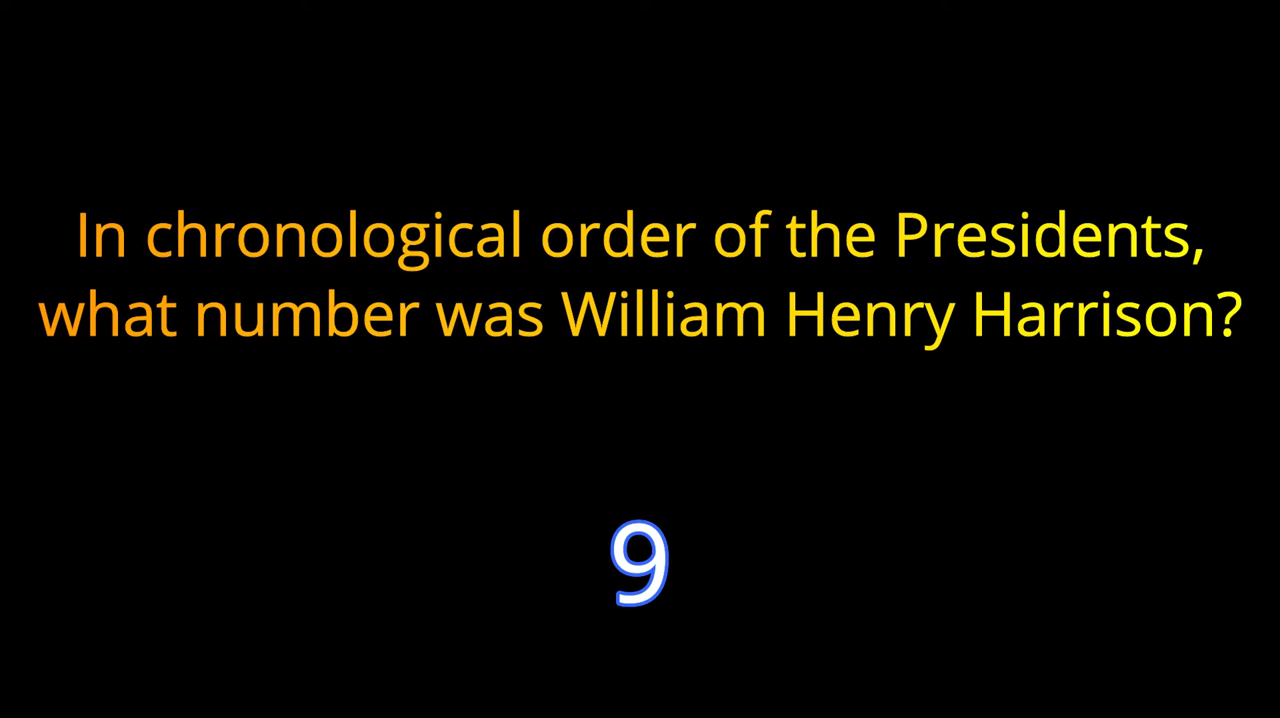 In chronological order of the Presidents,
what number was William Henry Harrison?
9